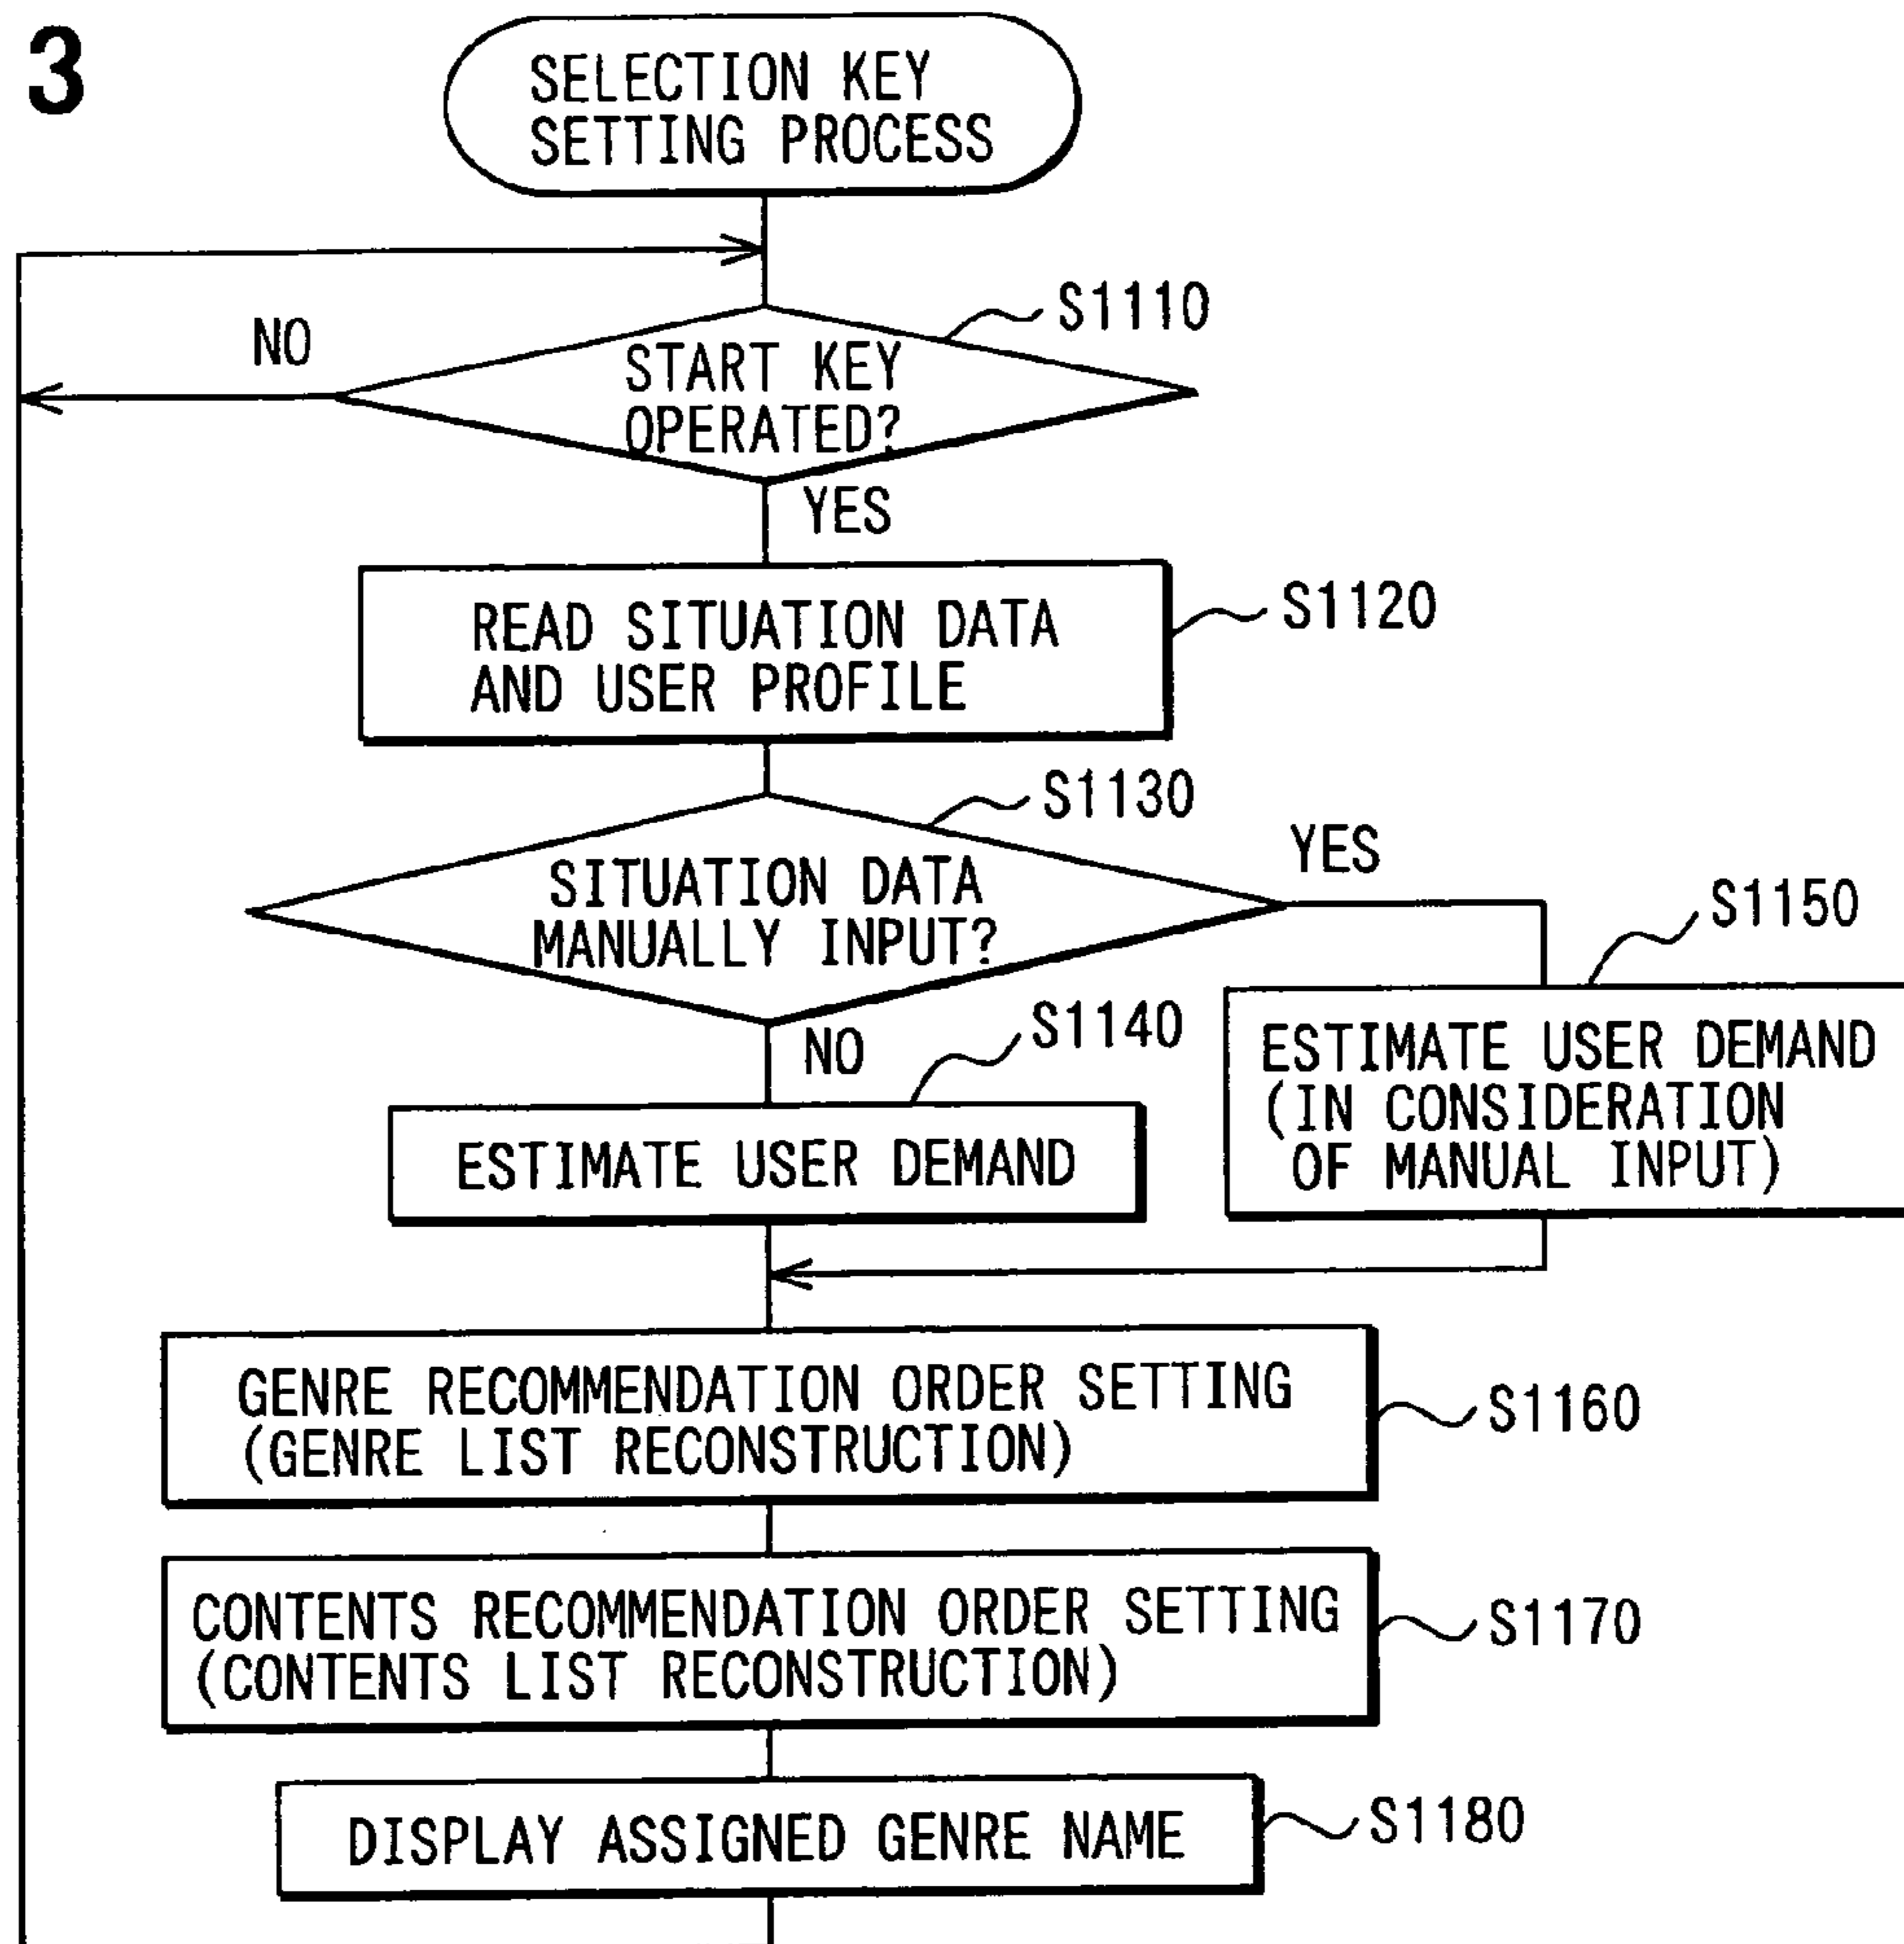 3
SELECTION KEY
SETTING PROCESS
S1110
NO
START KEY
OPERATED?
YES
READ SITUATION DATA
AND USER PROFILE
S1120
S1130
YES
SITUATION DATA
MANUALLY INPUT?
S1150
NO
S1140
ESTIMATE USER DEMAND
(IN CONSIDERATION
OF MANUAL INPUT)
ESTIMATE USER DEMAND
GENRE RECOMMENDATION ORDER SETTING
(GENRE LIST RECONSTRUCTION)
S1160
CONTENTS RECOMMENDATION ORDER SETTING
(CONTENTS LIST RECONSTRUCTION)
S1170
DISPLAY ASSIGNED GENRE NAME
S1180